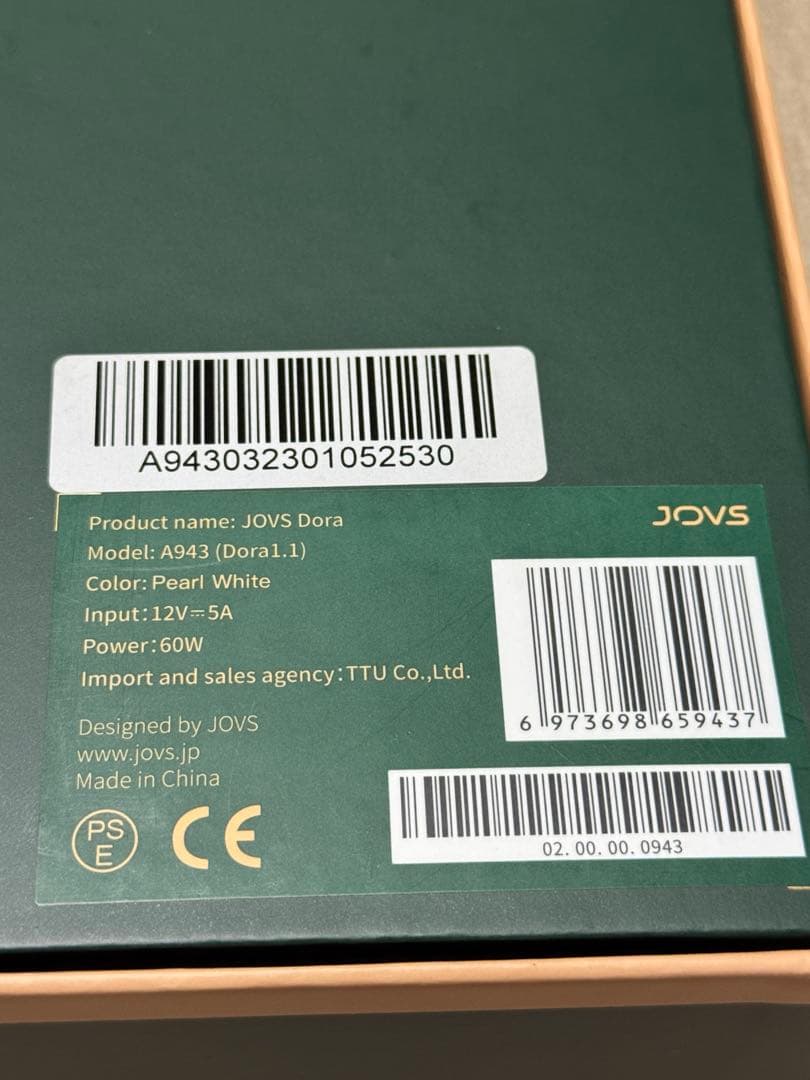 A943032301052530
JOVS
Product name: JOVS Dora
Model: A943 (Dora1.1)
Color: Pearl White
Input:12V⎓5A
Power:60W
Import and sales agency:TTU Co.,Ltd.
6 973698 659437
Designed by JOVS
www.jovs.jp
Made in China
PS
E
CE
02. 00. 00. 0943